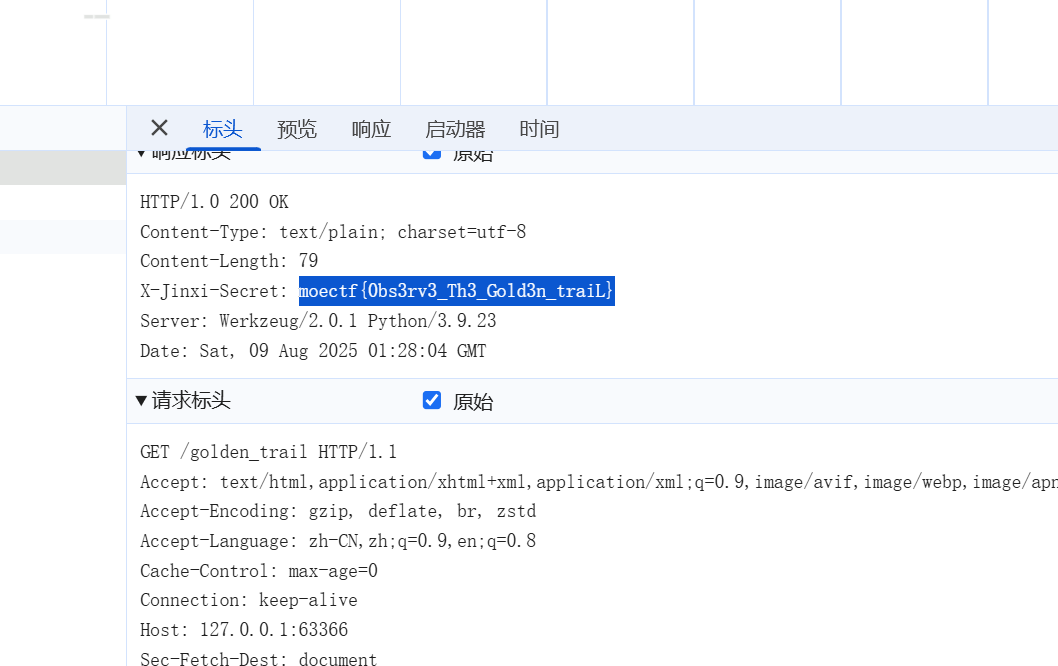 标头 预览 响应 启动器 时间
响应标头 原始
HTTP/1.0 200 OK
Content-Type: text/plain; charset=utf-8
Content-Length: 79
X-Jinxi-Secret: moectf{0bs3rv3_Th3_Gold3n_traiL}
Server: Werkzeug/2.0.1 Python/3.9.23
Date: Sat, 09 Aug 2025 01:28:04 GMT
请求标头 原始
GET /golden_trail HTTP/1.1
Accept: text/html,application/xhtml+xml,application/xml;q=0.9,image/avif,image/webp,image/apn
Accept-Encoding: gzip, deflate, br, zstd
Accept-Language: zh-CN,zh;q=0.9,en;q=0.8
Cache-Control: max-age=0
Connection: keep-alive
Host: 127.0.0.1:63366
Sec-Fetch-Dest: document